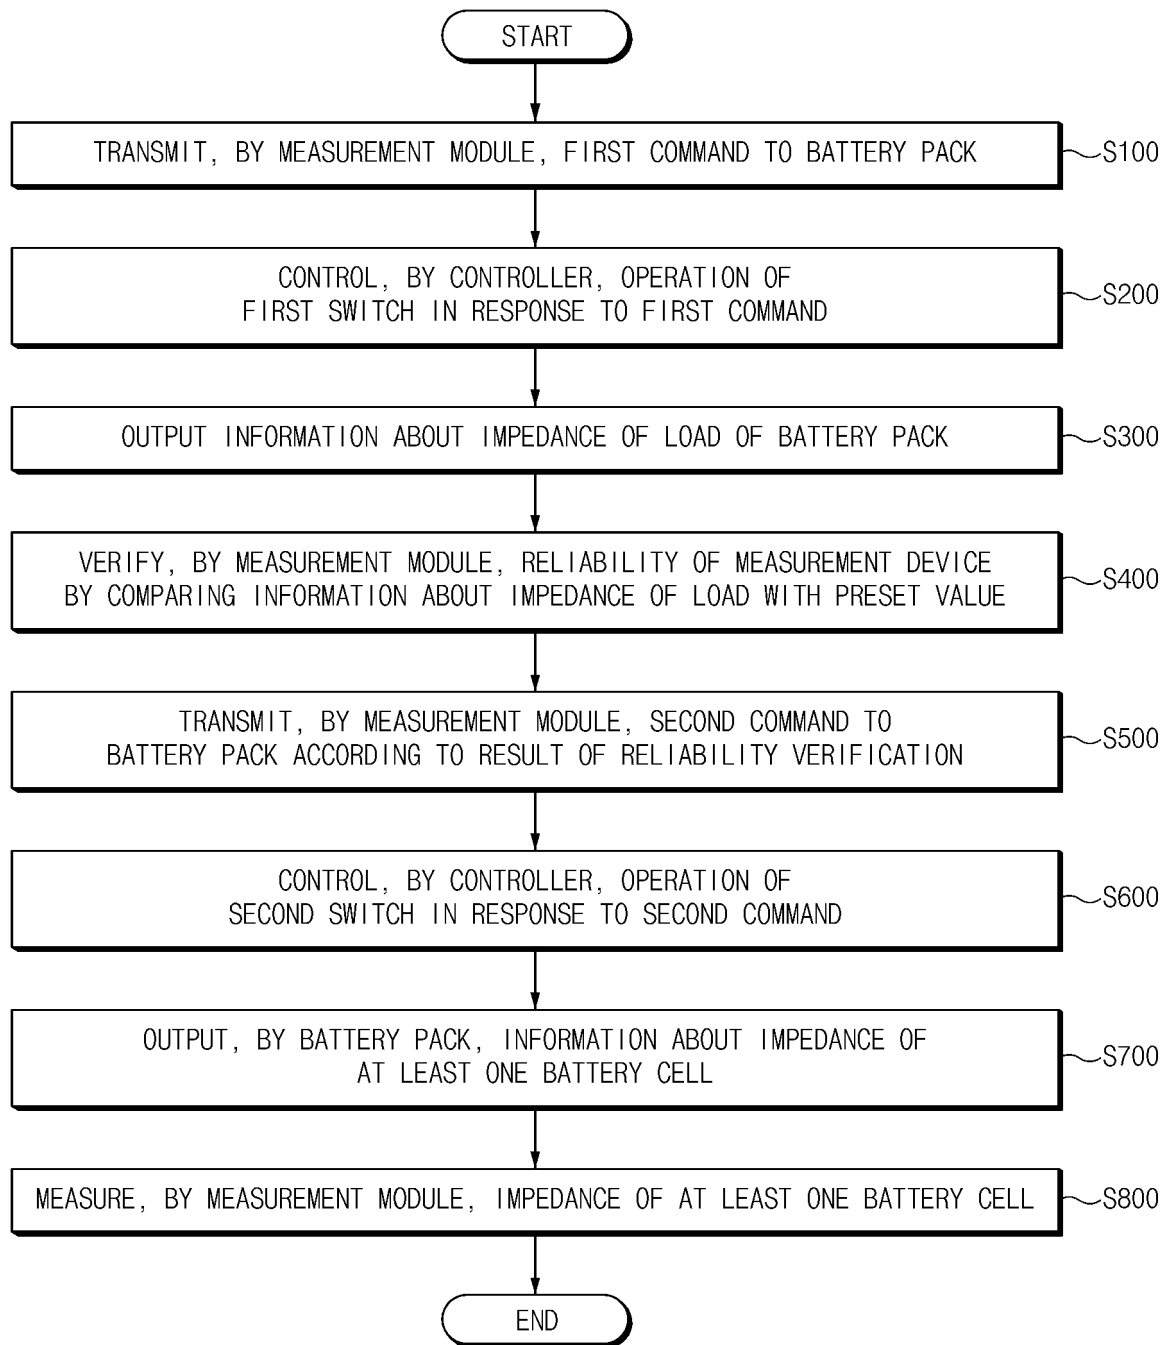 START
TRANSMIT, BY MEASUREMENT MODULE, FIRST COMMAND TO BATTERY PACK
S100
CONTROL, BY CONTROLLER, OPERATION OF
FIRST SWITCH IN RESPONSE TO FIRST COMMAND
S200
OUTPUT INFORMATION ABOUT IMPEDANCE OF LOAD OF BATTERY PACK
S300
VERIFY, BY MEASUREMENT MODULE, RELIABILITY OF MEASUREMENT DEVICE
BY COMPARING INFORMATION ABOUT IMPEDANCE OF LOAD WITH PRESET VALUE
S400
TRANSMIT, BY MEASUREMENT MODULE, SECOND COMMAND TO
BATTERY PACK ACCORDING TO RESULT OF RELIABILITY VERIFICATION
S500
CONTROL, BY CONTROLLER, OPERATION OF
SECOND SWITCH IN RESPONSE TO SECOND COMMAND
S600
OUTPUT, BY BATTERY PACK, INFORMATION ABOUT IMPEDANCE OF
AT LEAST ONE BATTERY CELL
S700
MEASURE, BY MEASUREMENT MODULE, IMPEDANCE OF AT LEAST ONE BATTERY CELL
S800
END